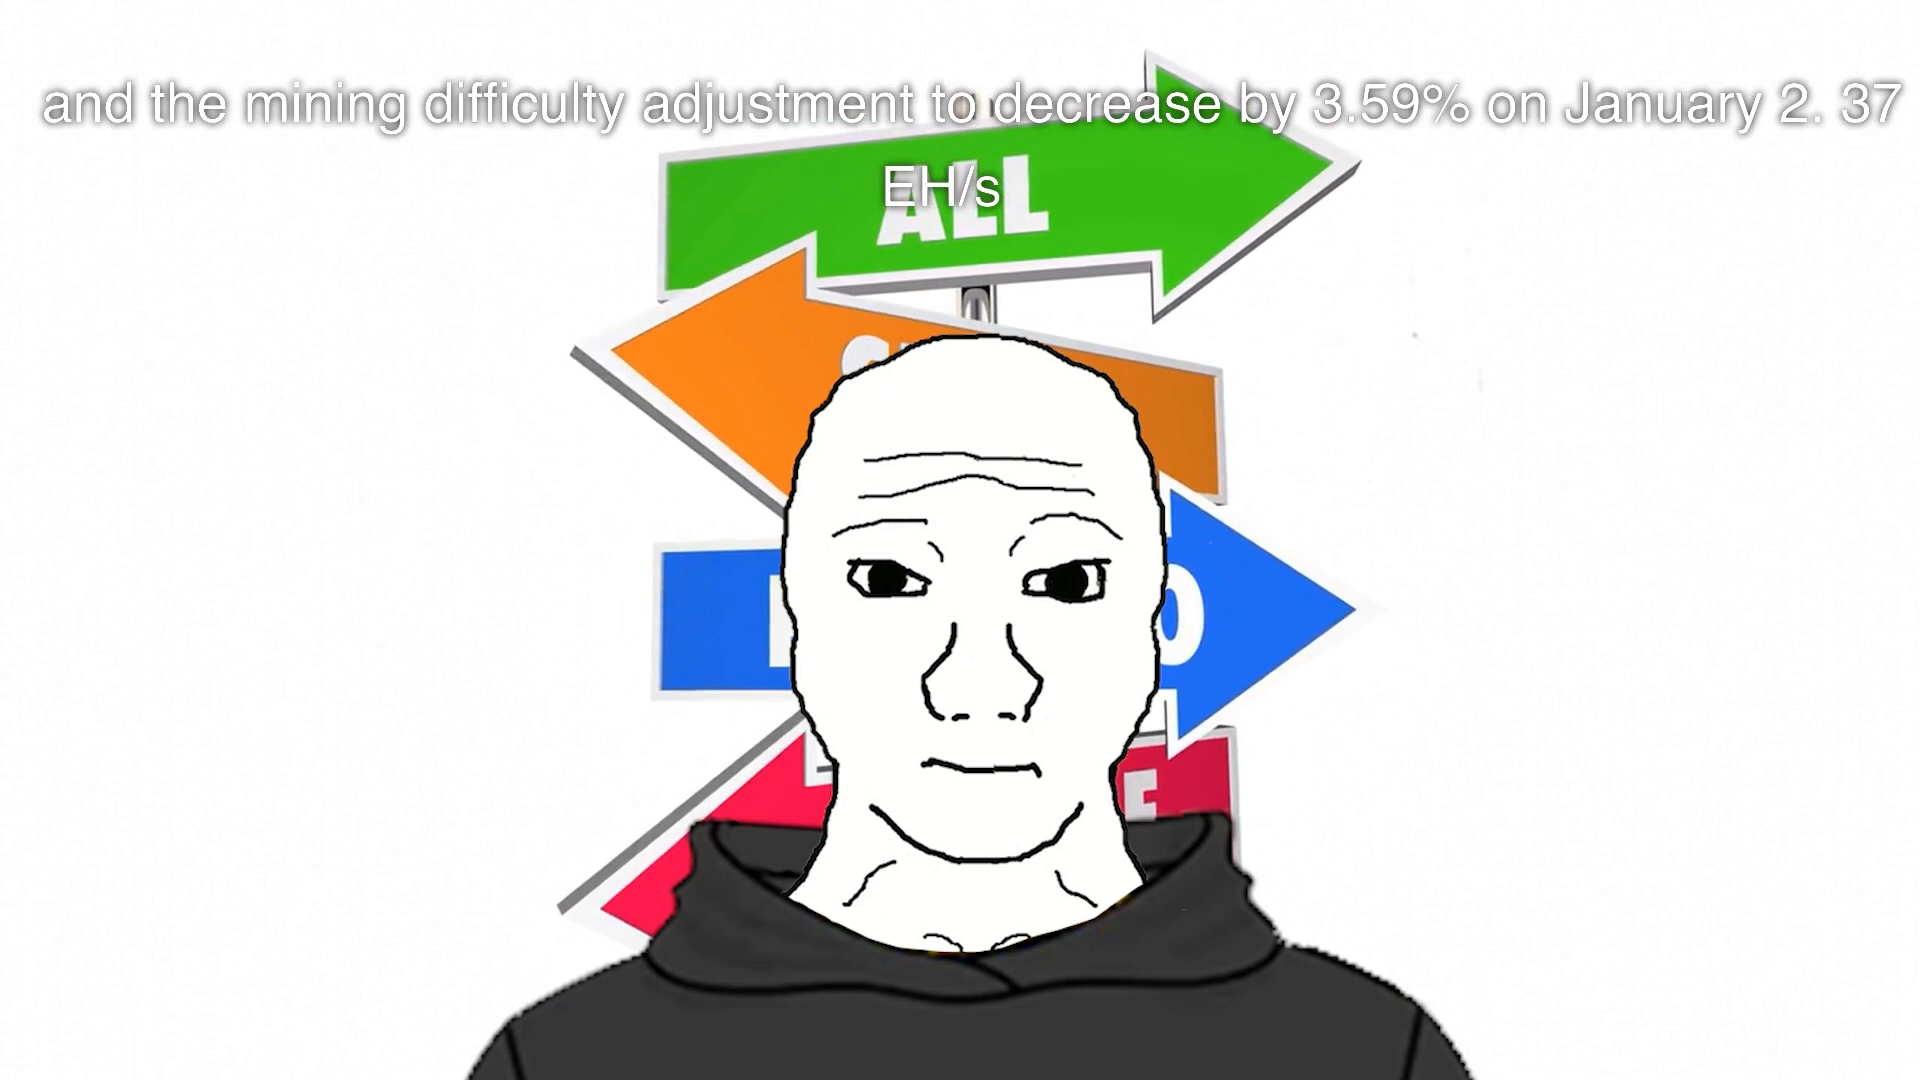 and the mining difficulty adjustment to decrease by 3.59% on January 2. 37
EH/s
ALL